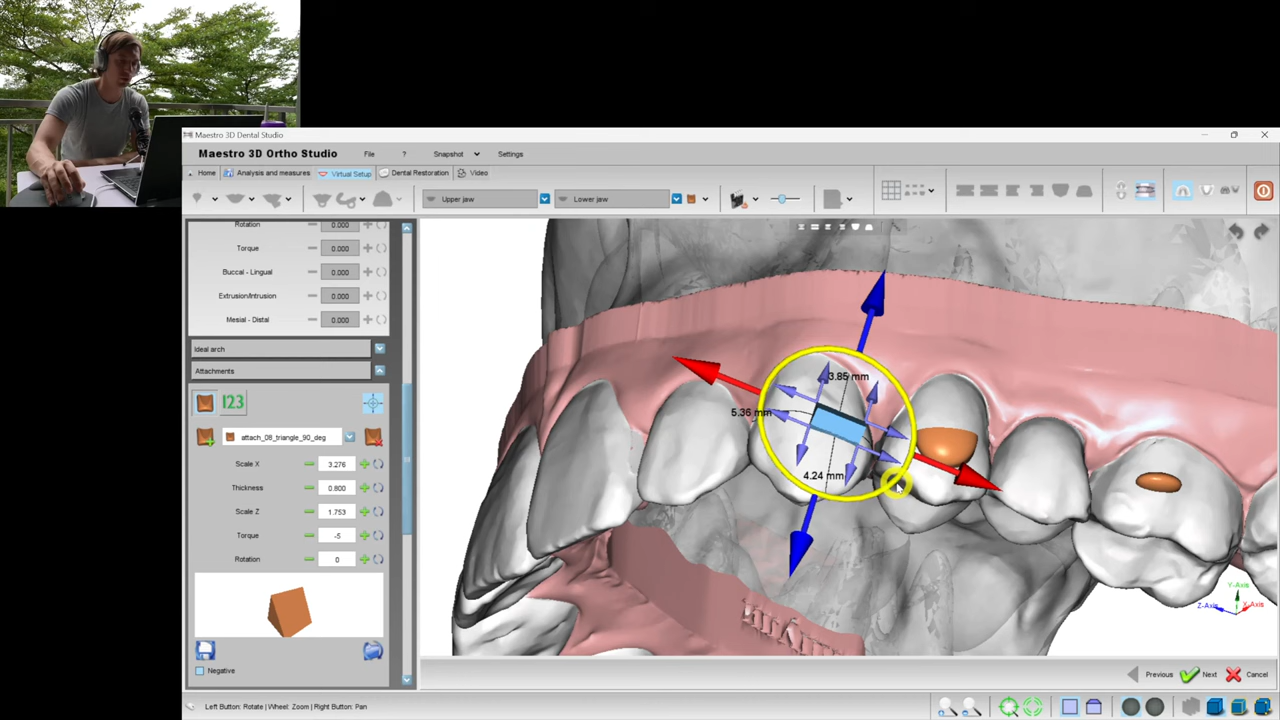 Maestro 3D Dental Studio
Maestro 3D Ortho Studio
File
?
Snapshot
Settings
Home
Analysis and measures
Virtual Setup
Dental Restoration
Video
Upper jaw
Lower jaw
Rotation 0.000
Torque 0.000
Buccal - Lingual 0.000
Extrusion/Intrusion 0.000
Mesial - Distal 0.000
Ideal arch
Attachments
123
attach_08_triangle_90_deg
Scale X 3.276
Thickness 0.800
Scale Z 1.753
Torque -5
Rotation 0
Negative
3.85 mm
5.36 mm
4.24 mm
Y-Axis
Z-Axis
X-Axis
Previous
Next
Cancel
Left Button: Rotate | Wheel: Zoom | Right Button: Pan